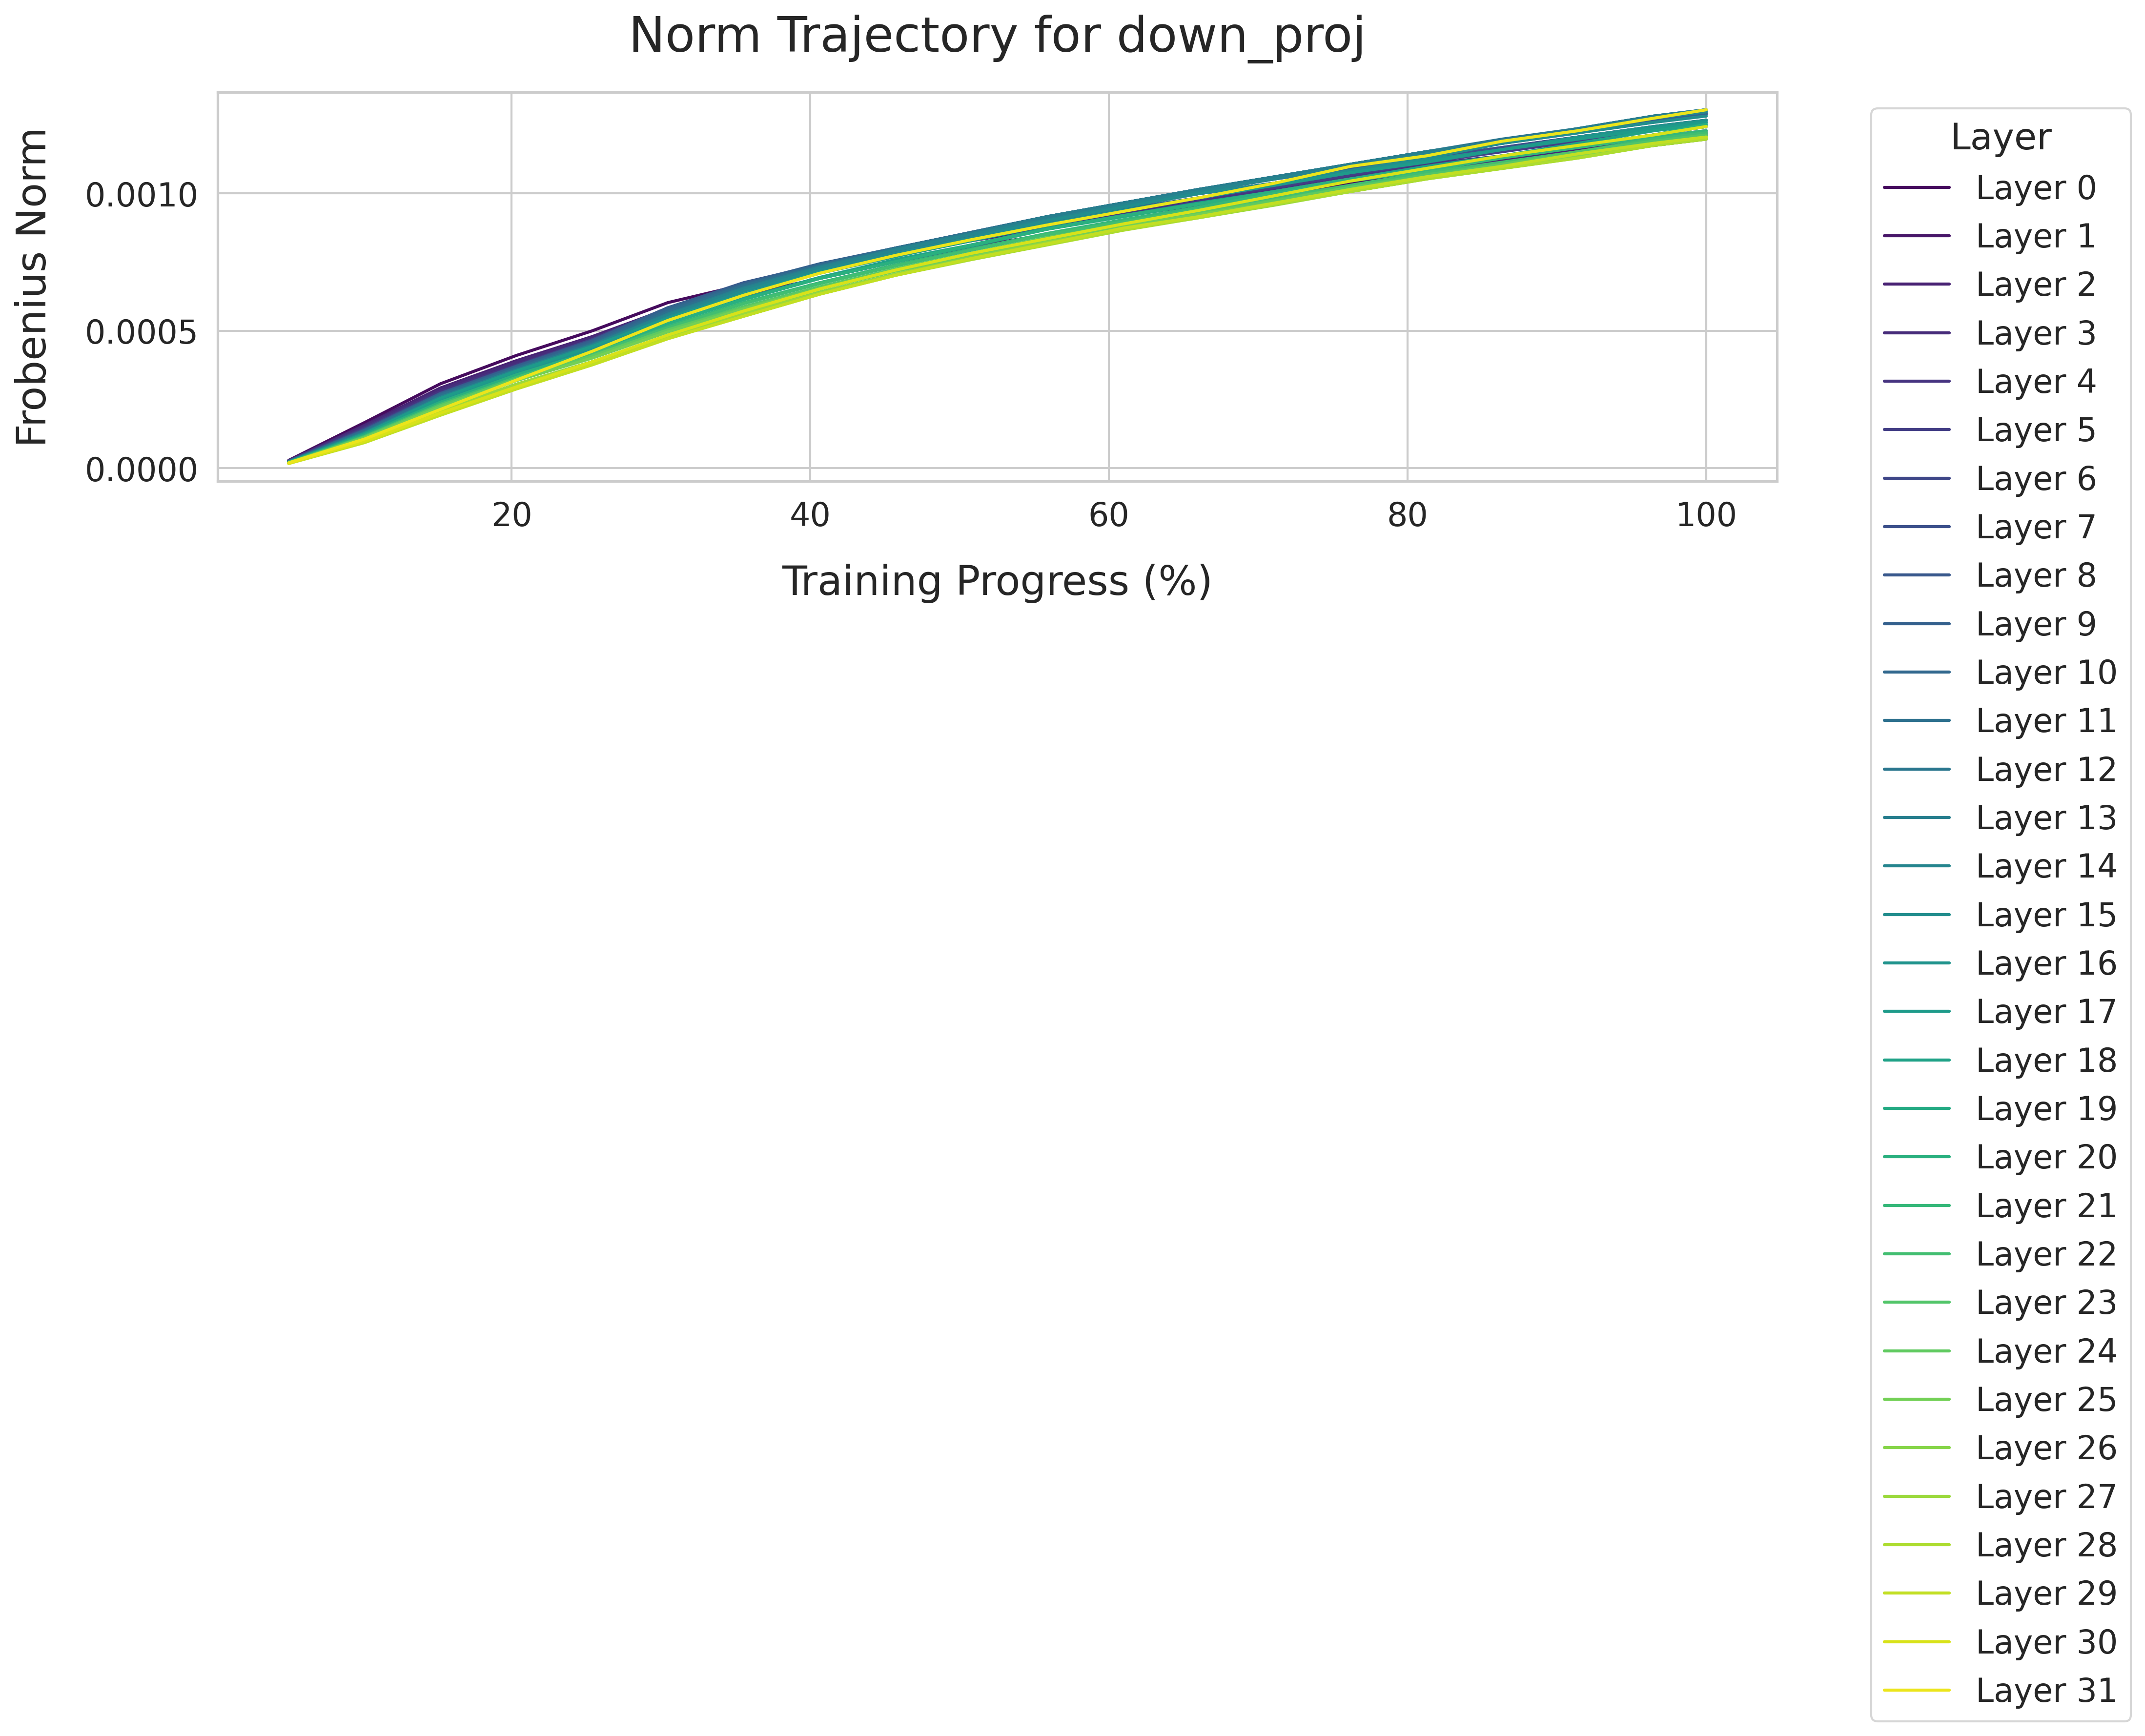 Norm Trajectory for down_proj
Frobenius Norm
0.0010
0.0005
0.0000
20 40 60 80 100
Training Progress (%)
Layer
Layer 0
Layer 1
Layer 2
Layer 3
Layer 4
Layer 5
Layer 6
Layer 7
Layer 8
Layer 9
Layer 10
Layer 11
Layer 12
Layer 13
Layer 14
Layer 15
Layer 16
Layer 17
Layer 18
Layer 19
Layer 20
Layer 21
Layer 22
Layer 23
Layer 24
Layer 25
Layer 26
Layer 27
Layer 28
Layer 29
Layer 30
Layer 31